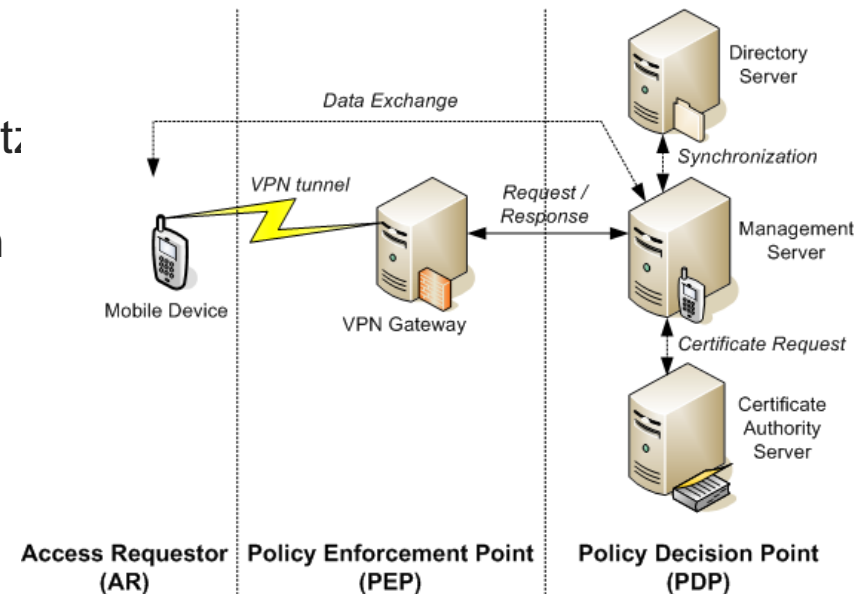 Directory
Server
Data Exchange
Synchronization
VPN tunnel
Request /
Response
Management
Server
Mobile Device
VPN Gateway
Certificate Request
Certificate
Authority
Server
Access Requestor
(AR)
Policy Enforcement Point
(PEP)
Policy Decision Point
(PDP)